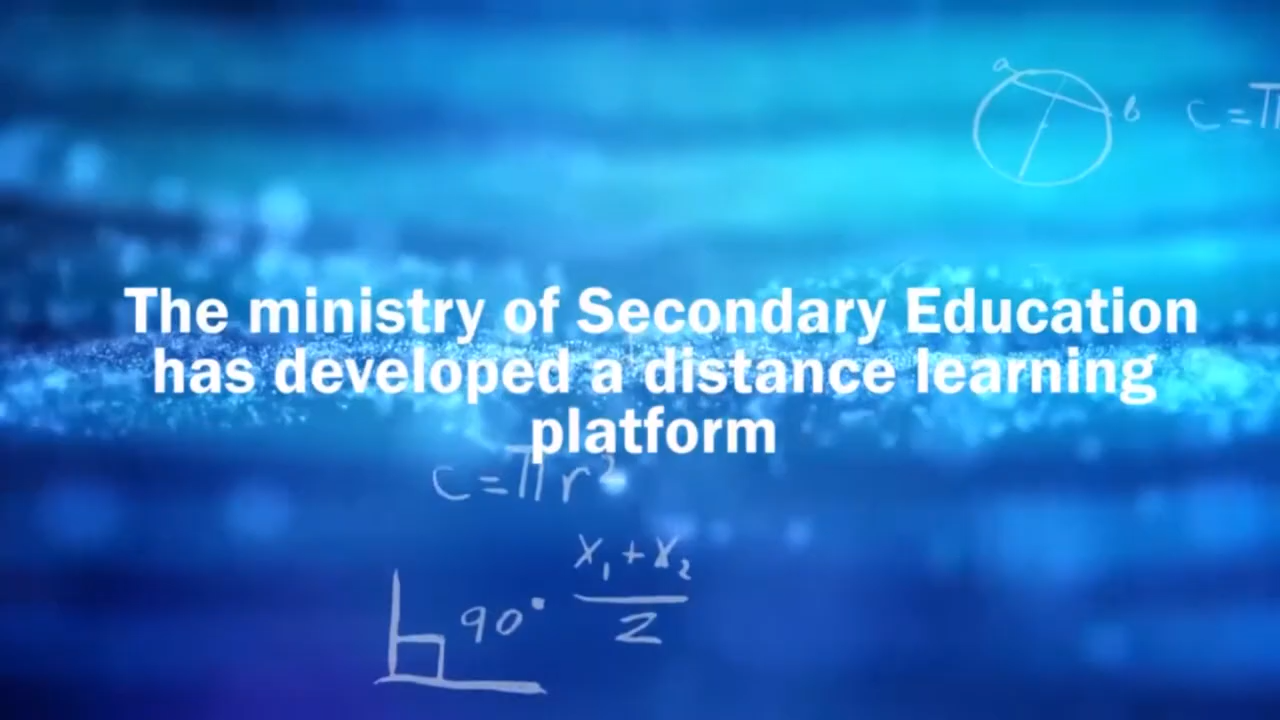 a
b C=π
The ministry of Secondary Education
has developed a distance learning
platform
C=πr²
X₁+X₂
90° 2